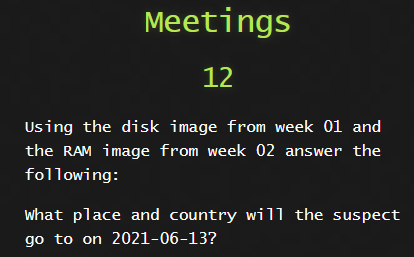 Meetings
12
Using the disk image from week 01 and
the RAM image from week 02 answer the
following:
What place and country will the suspect
go to on 2021-06-13?